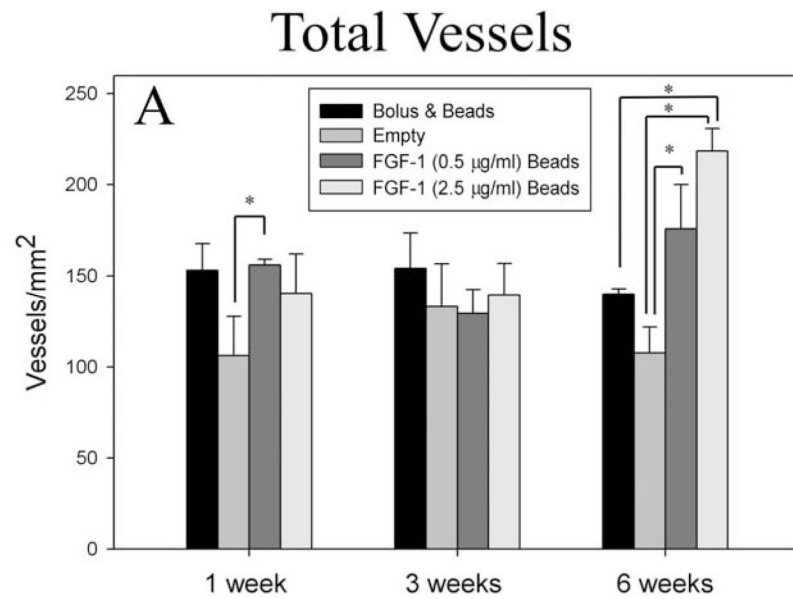 Total Vessels
A
Bolus & Beads
Empty
FGF-1 (0.5 μg/ml) Beads
FGF-1 (2.5 μg/ml) Beads
*
*
*
*
Vessels/mm²
250
200
150
100
50
0
1 week
3 weeks
6 weeks